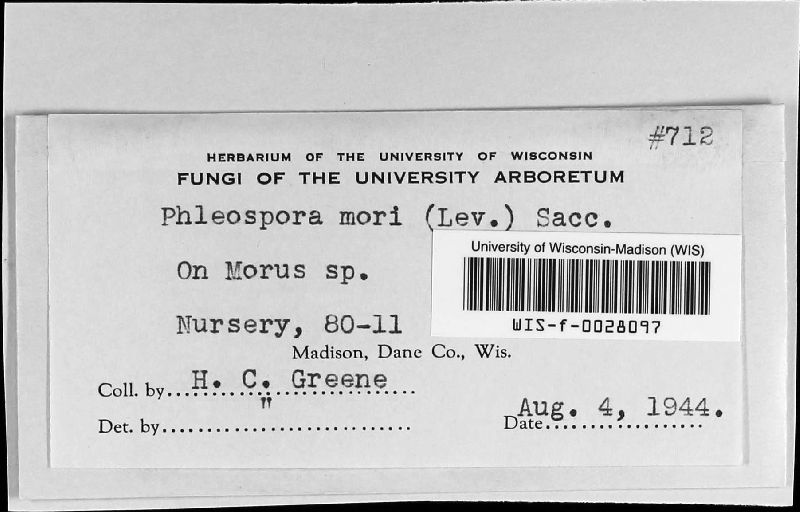 #712
HERBARIUM OF THE UNIVERSITY OF WISCONSIN
FUNGI OF THE UNIVERSITY ARBORETUM
Phleospora mori (Lev.) Sacc.
University of Wisconsin-Madison (WIS)
WIS-f-0028097
On Morus sp.
Nursery, 80-11
Madison, Dane Co., Wis.
Coll. by H. C. Greene
Det. by "
Date Aug. 4, 1944.